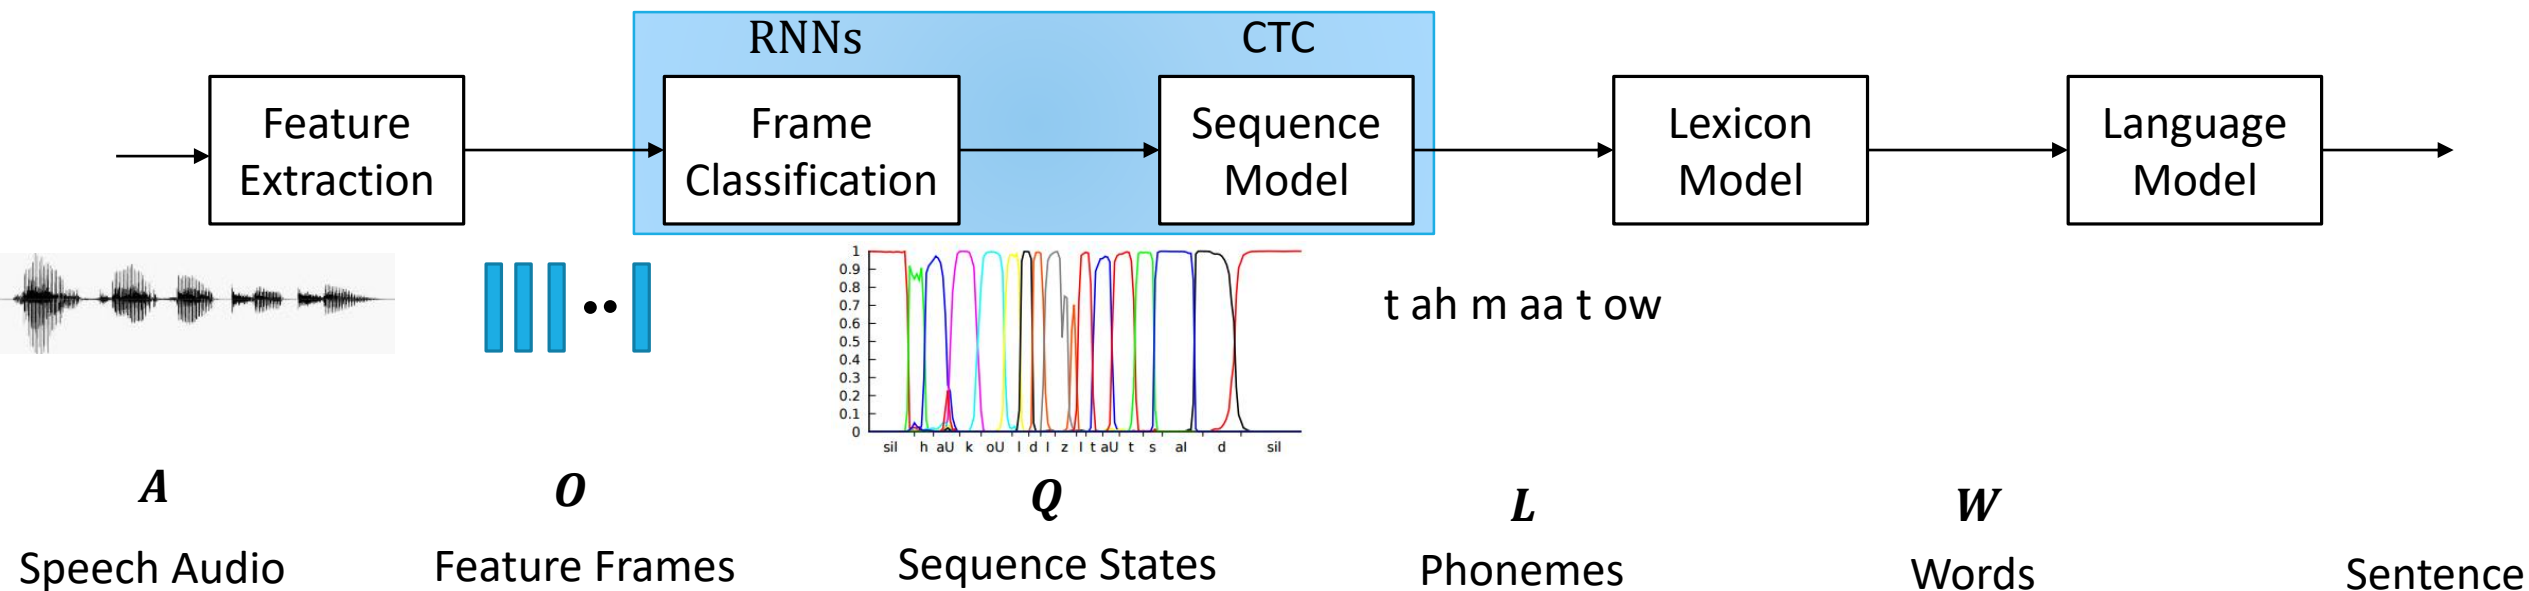 RNNs
CTC
Feature
Extraction
Frame
Classification
Sequence
Model
Lexicon
Model
Language
Model
1
0.9
0.8
0.7
0.6
0.5
0.4
0.3
0.2
0.1
0
sil h aU k oU l d I z I t aU t s aI d sil
t ah m aa t ow
A
O
Q
L
W
Speech Audio
Feature Frames
Sequence States
Phonemes
Words
Sentence